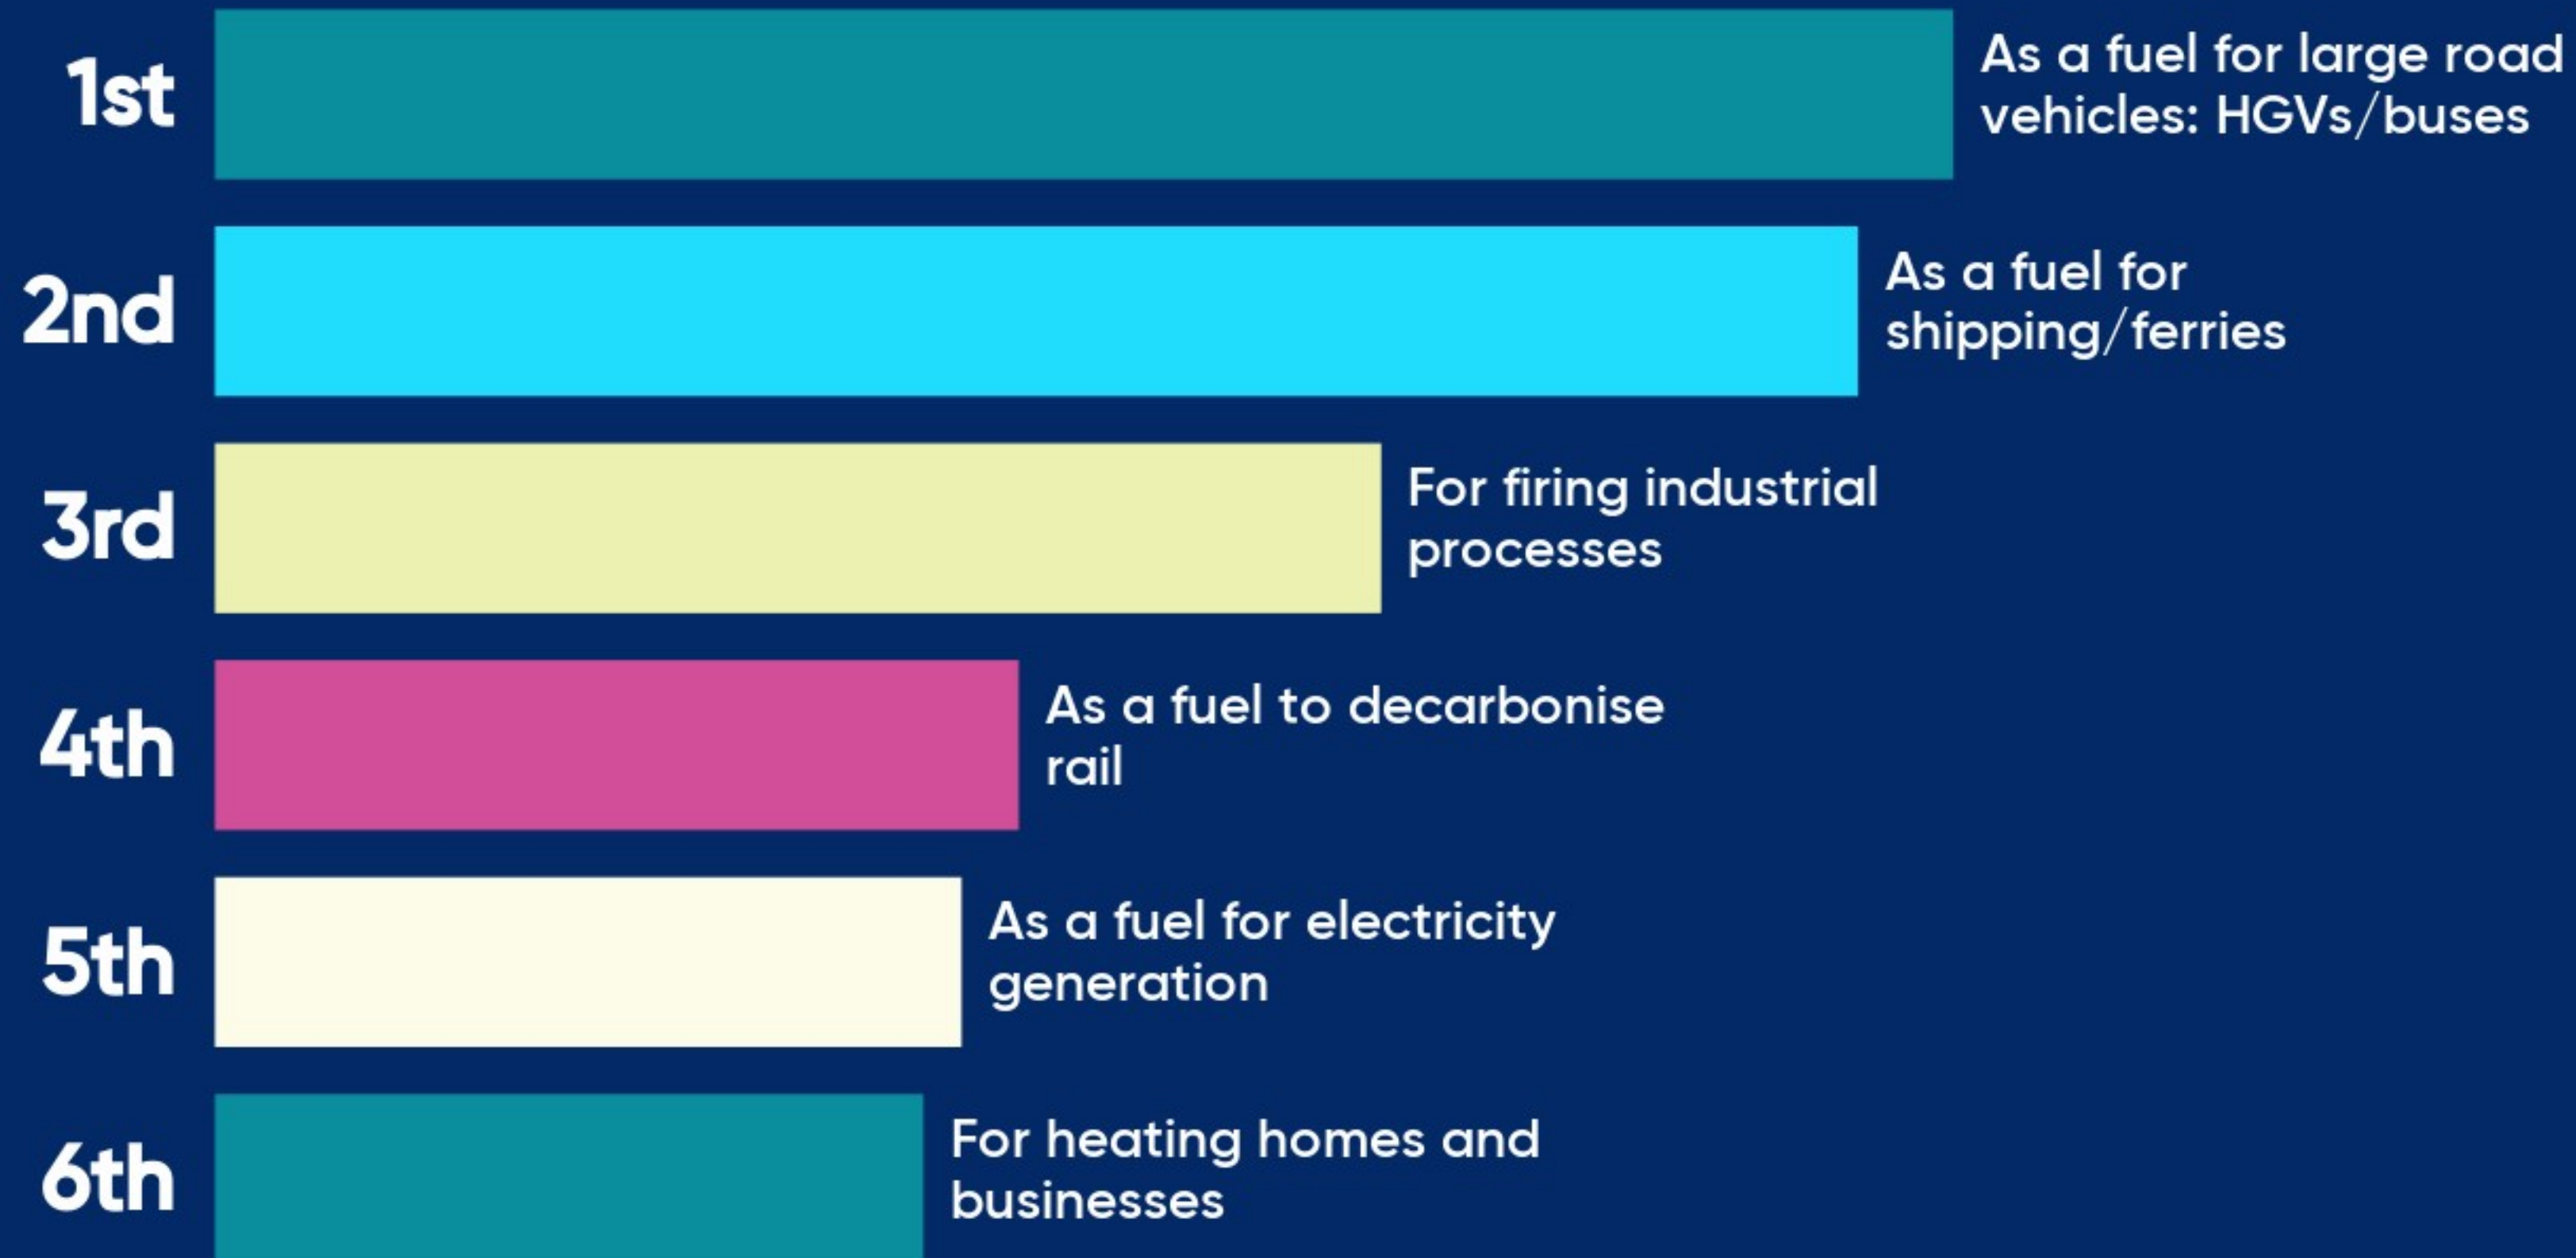 1st
As a fuel for large road
vehicles: HGVs/buses
2nd
As a fuel for
shipping/ferries
3rd
For firing industrial
processes
4th
As a fuel to decarbonise
rail
5th
As a fuel for electricity
generation
6th
For heating homes and
businesses